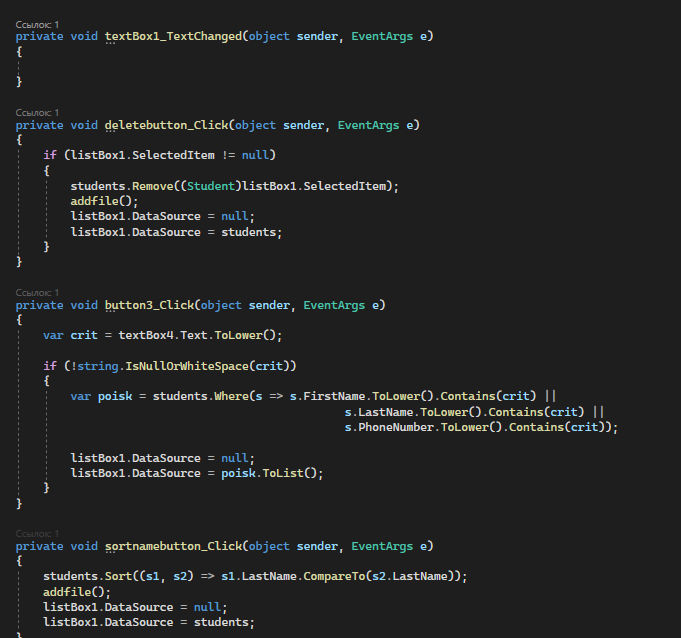 Ссылок: 1
private void textBox1_TextChanged(object sender, EventArgs e)
{
}
Ссылок: 1
private void deletebutton_Click(object sender, EventArgs e)
{
if (listBox1.SelectedItem != null)
{
students.Remove((Student)listBox1.SelectedItem);
addfile();
listBox1.DataSource = null;
listBox1.DataSource = students;
}
}
Ссылок: 1
private void button3_Click(object sender, EventArgs e)
{
var crit = textBox4.Text.ToLower();
if (!string.IsNullOrWhiteSpace(crit))
{
var poisk = students.Where(s => s.FirstName.ToLower().Contains(crit) ||
s.LastName.ToLower().Contains(crit) ||
s.PhoneNumber.ToLower().Contains(crit));
listBox1.DataSource = null;
listBox1.DataSource = poisk.ToList();
}
}
Ссылок: 1
private void sortnamebutton_Click(object sender, EventArgs e)
{
students.Sort((s1, s2) => s1.LastName.CompareTo(s2.LastName));
addfile();
listBox1.DataSource = null;
listBox1.DataSource = students;
}